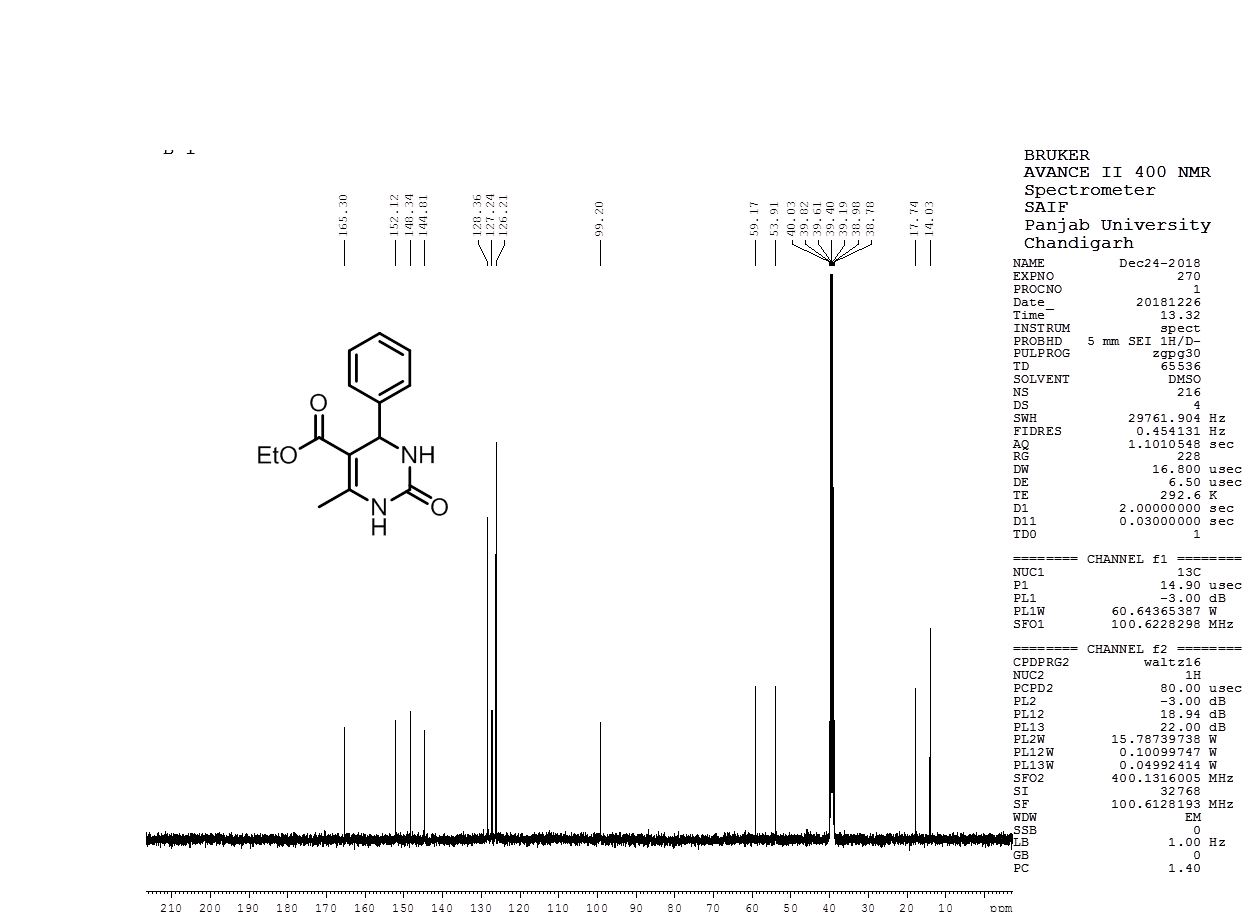 BRUKER
AVANCE II 400 NMR
Spectrometer
SAIF
Panjab University
Chandigarh
165.30
152.12
148.34
144.81
128.36
127.24
126.21
99.20
59.17
53.91
40.03
39.82
39.61
39.40
39.19
38.98
38.78
17.74
14.03
NAME Dec24-2018
EXPNO 270
PROCNO 1
Date_ 20181226
Time 13.32
INSTRUM spect
PROBHD 5 mm SEI 1H/D-
PULPROG zgpg30
TD 65536
SOLVENT DMSO
NS 216
DS 4
SWH 29761.904 Hz
FIDRES 0.454131 Hz
AQ 1.1010548 sec
RG 228
DW 16.800 usec
DE 6.50 usec
TE 292.6 K
D1 2.00000000 sec
D11 0.03000000 sec
TD0 1
======== CHANNEL f1 ========
NUC1 13C
P1 14.90 usec
PL1 -3.00 dB
PL1W 60.64365387 W
SFO1 100.6228298 MHz
======== CHANNEL f2 ========
CPDPRG2 waltz16
NUC2 1H
PCPD2 80.00 usec
PL2 -3.00 dB
PL12 18.94 dB
PL13 22.00 dB
PL2W 15.78739738 W
PL12W 0.10099747 W
PL13W 0.04992414 W
SFO2 400.1316005 MHz
SI 32768
SF 100.6128193 MHz
WDW EM
SSB 0
LB 1.00 Hz
GB 0
PC 1.40
O
EtO
NH
N
H
O
210 200 190 180 170 160 150 140 130 120 110 100 90 80 70 60 50 40 30 20 10 ppm